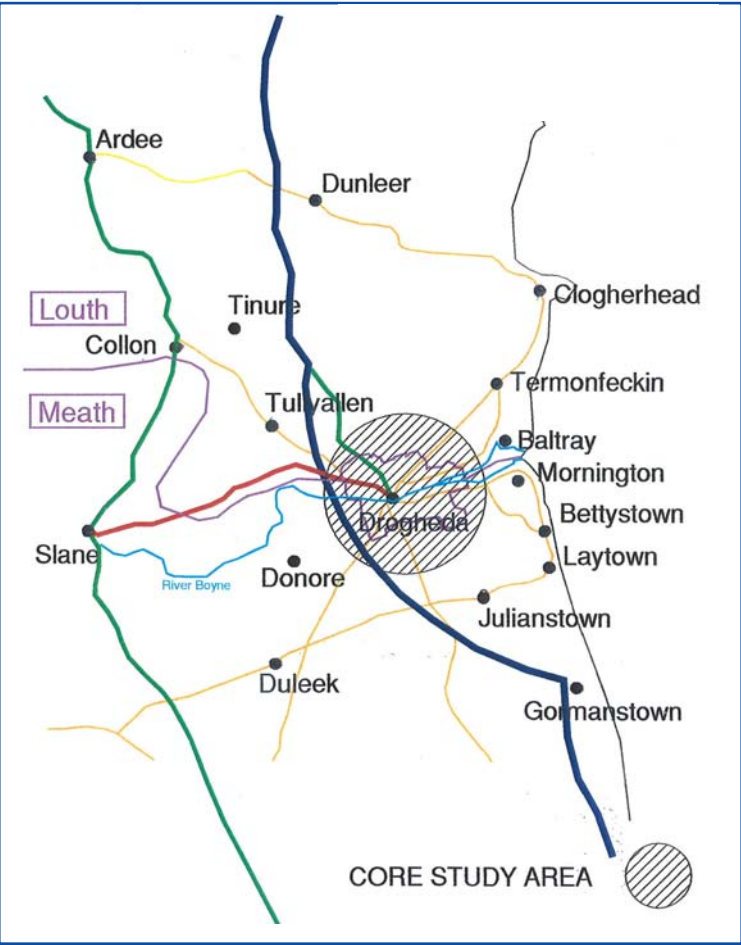 Ardee
Dunleer
Clogherhead
Louth
Tinure
Collon
Termonfeckin
Meath
Tullyallen
Baltray
Mornington
Drogheda
Bettystown
Slane
Laytown
Donore
River Boyne
Julianstown
Duleek
Gormanstown
CORE STUDY AREA